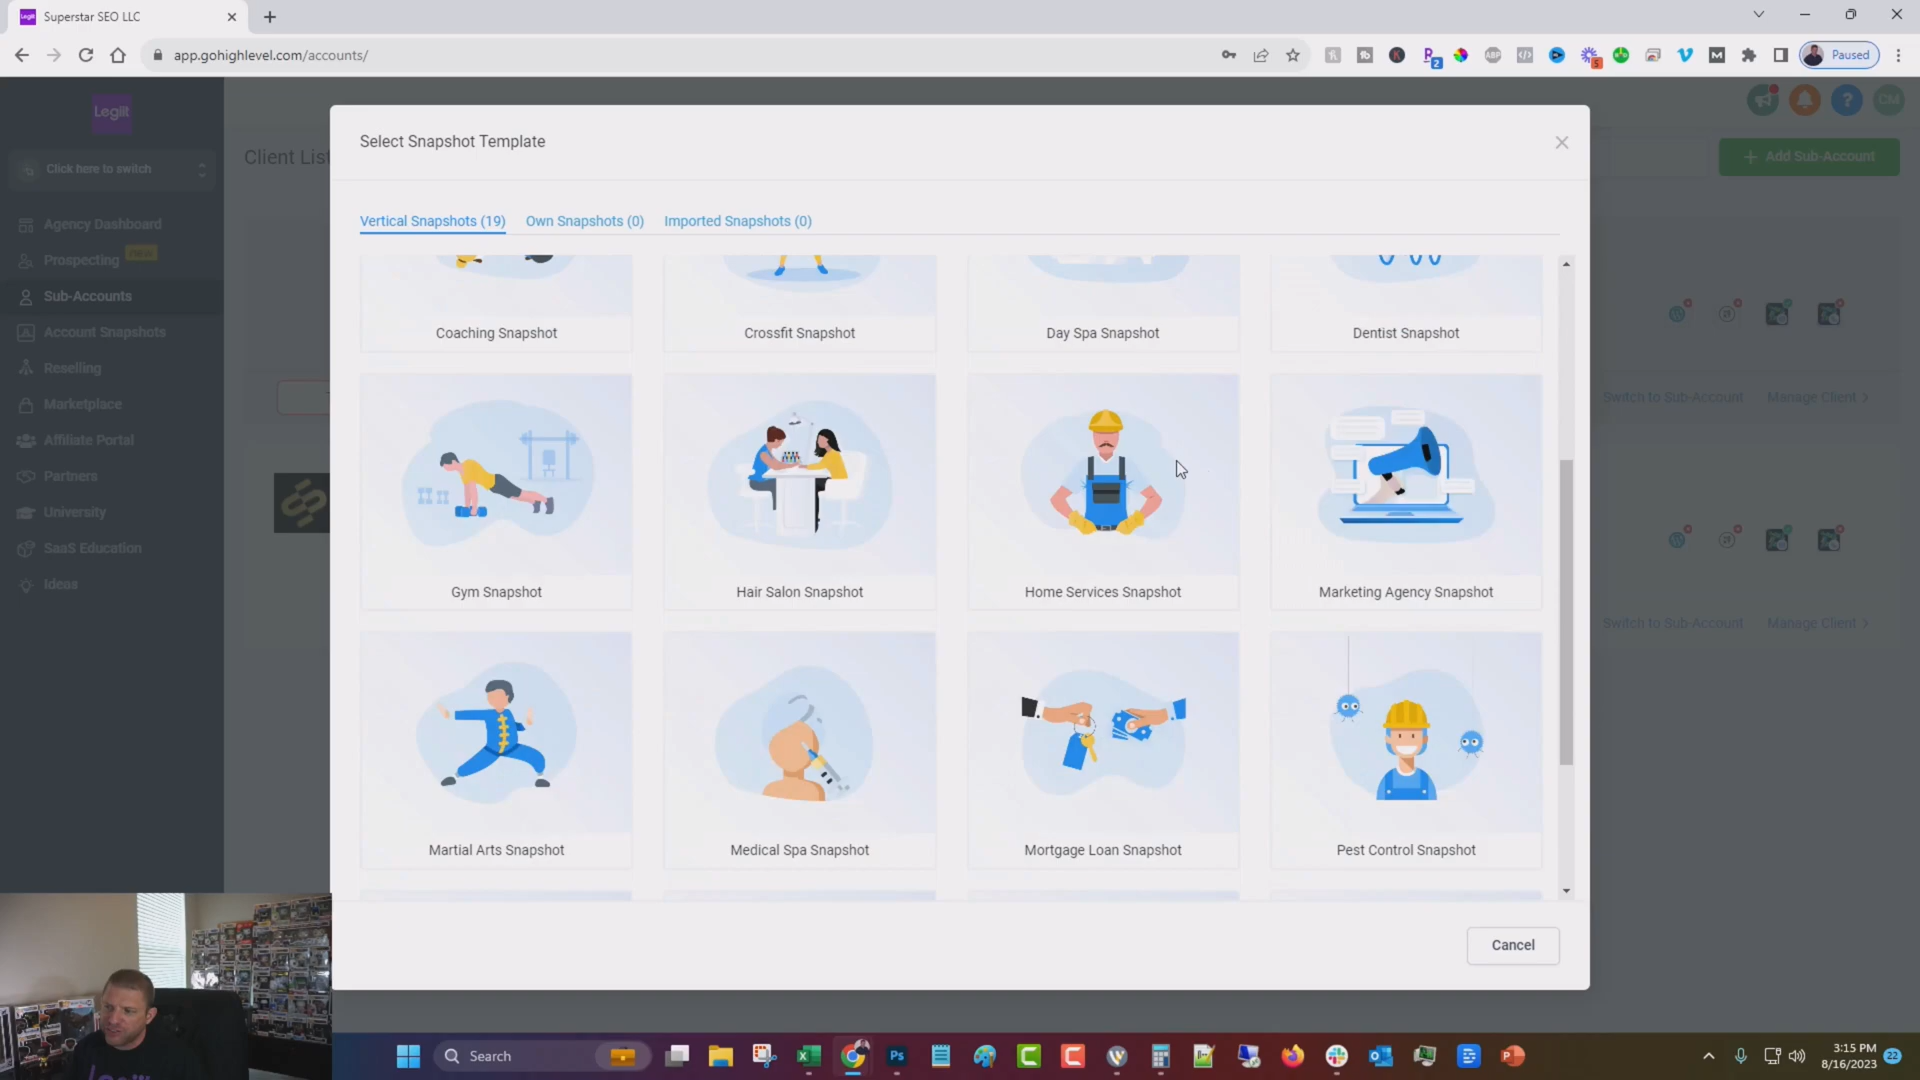 Legiit
Superstar SEO LLC
app.gohighlevel.com/accounts/
Paused
Legiit
Click here to switch
Agency Dashboard
Prospecting
NEW
Sub-Accounts
Account Snapshots
Reselling
Marketplace
Affiliate Portal
Partners
University
SaaS Education
Ideas
Client List
CM
+ Add Sub-Account
Switch to Sub-Account
Manage Client >
Switch to Sub-Account
Manage Client >
Select Snapshot Template
Vertical Snapshots (19)
Own Snapshots (0)
Imported Snapshots (0)
Coaching Snapshot
Crossfit Snapshot
Day Spa Snapshot
Dentist Snapshot
Gym Snapshot
Hair Salon Snapshot
Home Services Snapshot
Marketing Agency Snapshot
Martial Arts Snapshot
Medical Spa Snapshot
Mortgage Loan Snapshot
Pest Control Snapshot
Cancel
Search
3:15 PM
8/16/2023
22